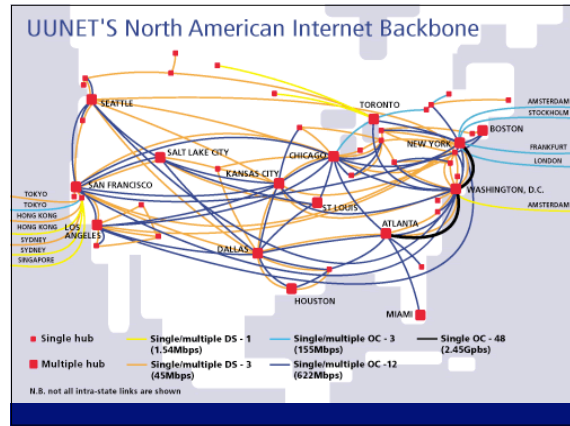 UUNET'S North American Internet Backbone
SEATTLE
TORONTO
AMSTERDAM
STOCKHOLM
BOSTON
NEW YORK
FRANKFURT
LONDON
SALT LAKE CITY
CHICAGO
KANSAS CITY
SAN FRANCISCO
WASHINGTON, D.C.
TOKYO
TOKYO
HONG KONG
HONG KONG
SYDNEY
SYDNEY
SINGAPORE
ST LOUIS
AMSTERDAM
LOS
ANGELES
ATLANTA
DALLAS
HOUSTON
MIAMI
Single hub
Single/multiple DS - 1
(1.54Mbps)
Single/multiple OC - 3
(155Mbps)
Single OC - 48
(2.45Gpbs)
Multiple hub
Single/multiple DS - 3
(45Mbps)
Single/multiple OC -12
(622Mbps)
N.B. not all intra-state links are shown